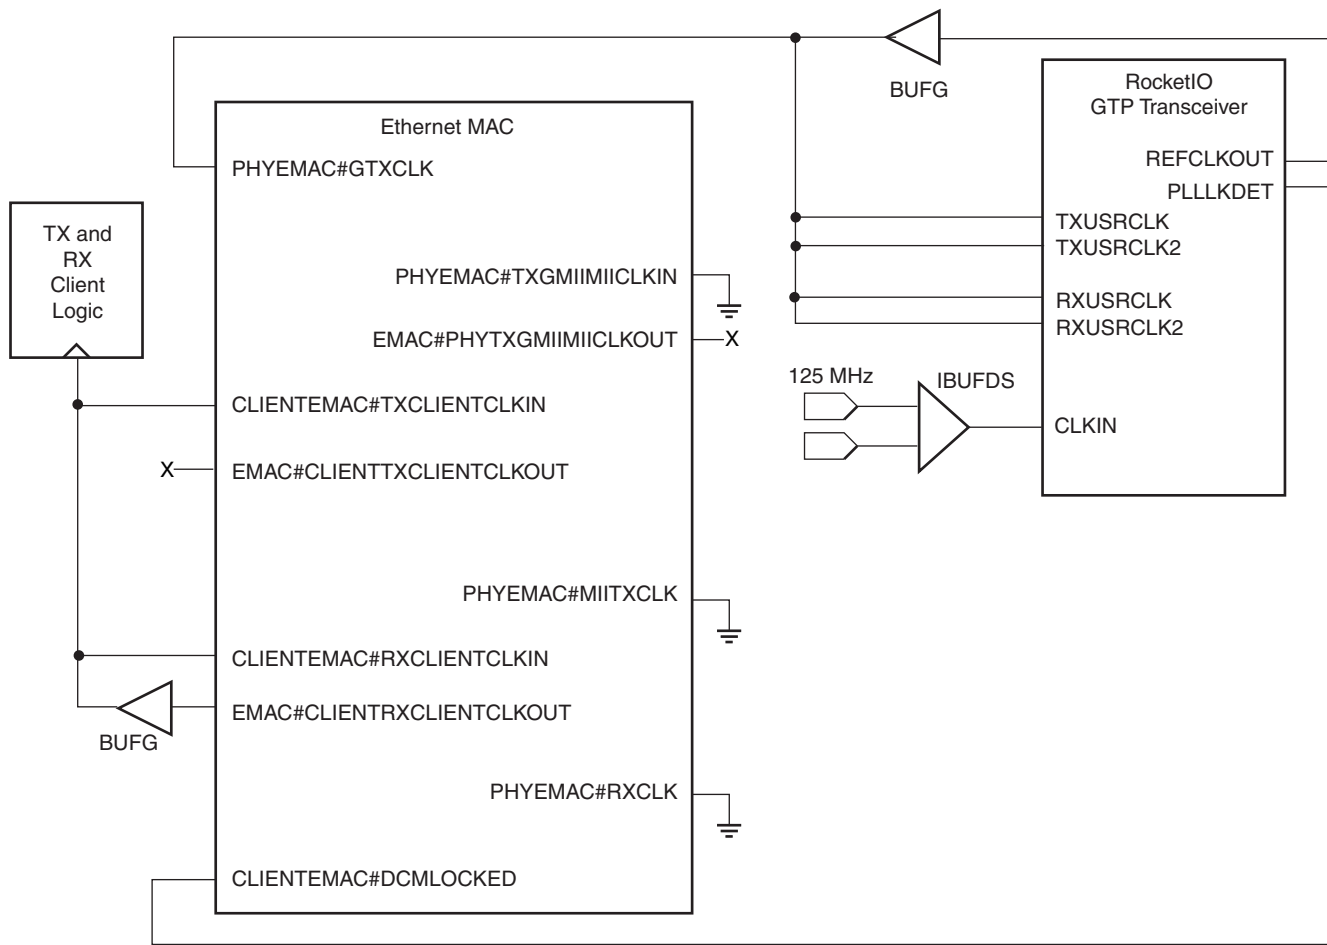 BUFG
RocketIO
GTP Transceiver
Ethernet MAC
REFCLKOUT
PHYEMAC#GTXCLK
PLLLKDET
TX and
RX
Client
Logic
TXUSRCLK
TXUSRCLK2
PHYEMAC#TXGMIIMIICLKIN
RXUSRCLK
RXUSRCLK2
EMAC#PHYTXGMIIMIICLKOUT
X
125 MHz
IBUFDS
CLIENTEMAC#TXCLIENTCLKIN
CLKIN
X
EMAC#CLIENTTXCLIENTCLKOUT
PHYEMAC#MIITXCLK
CLIENTEMAC#RXCLIENTCLKIN
EMAC#CLIENTRXCLIENTCLKOUT
BUFG
PHYEMAC#RXCLK
CLIENTEMAC#DCMLOCKED